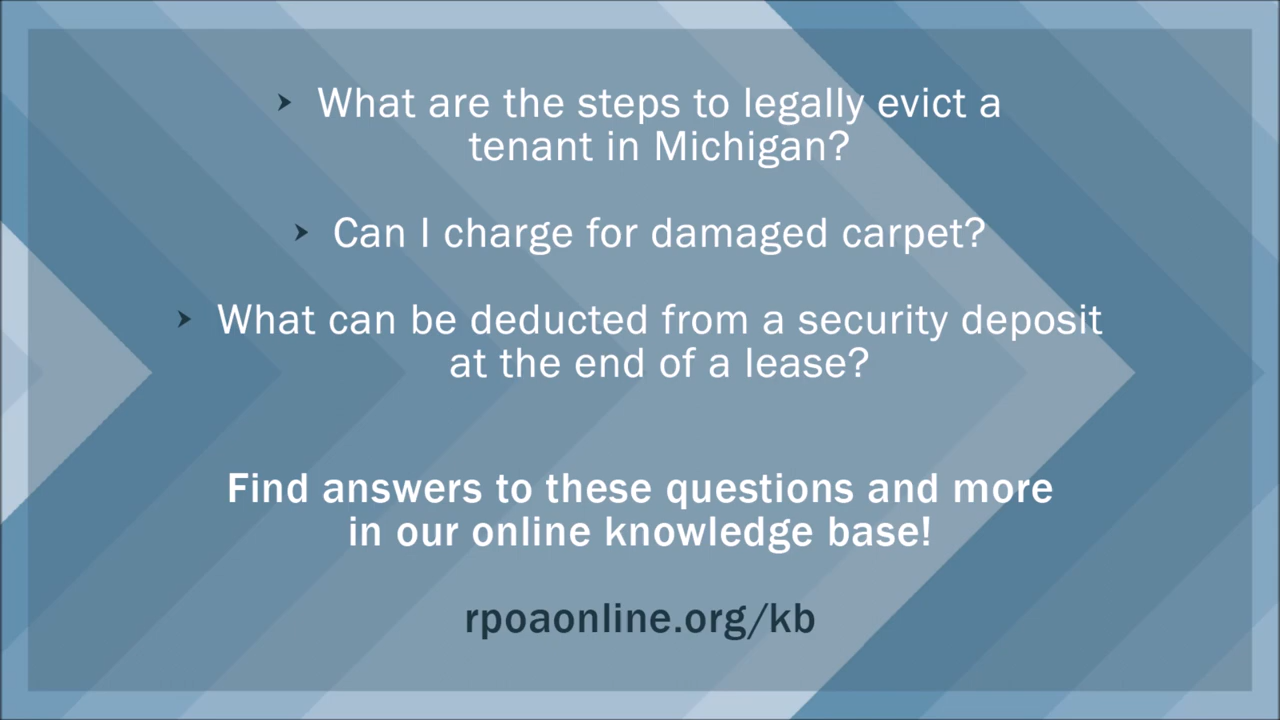 ➤ What are the steps to legally evict a
tenant in Michigan?
➤ Can I charge for damaged carpet?
➤ What can be deducted from a security deposit
at the end of a lease?
Find answers to these questions and more
in our online knowledge base!
rpoaonline.org/kb